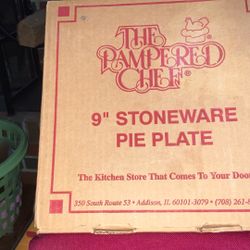 THE
PAMPERED
CHEF®
9" STONEWARE
PIE PLATE
The Kitchen Store That Comes To Your Door
350 South Route 53 • Addison, IL 60101-3079 • (708) 261-8